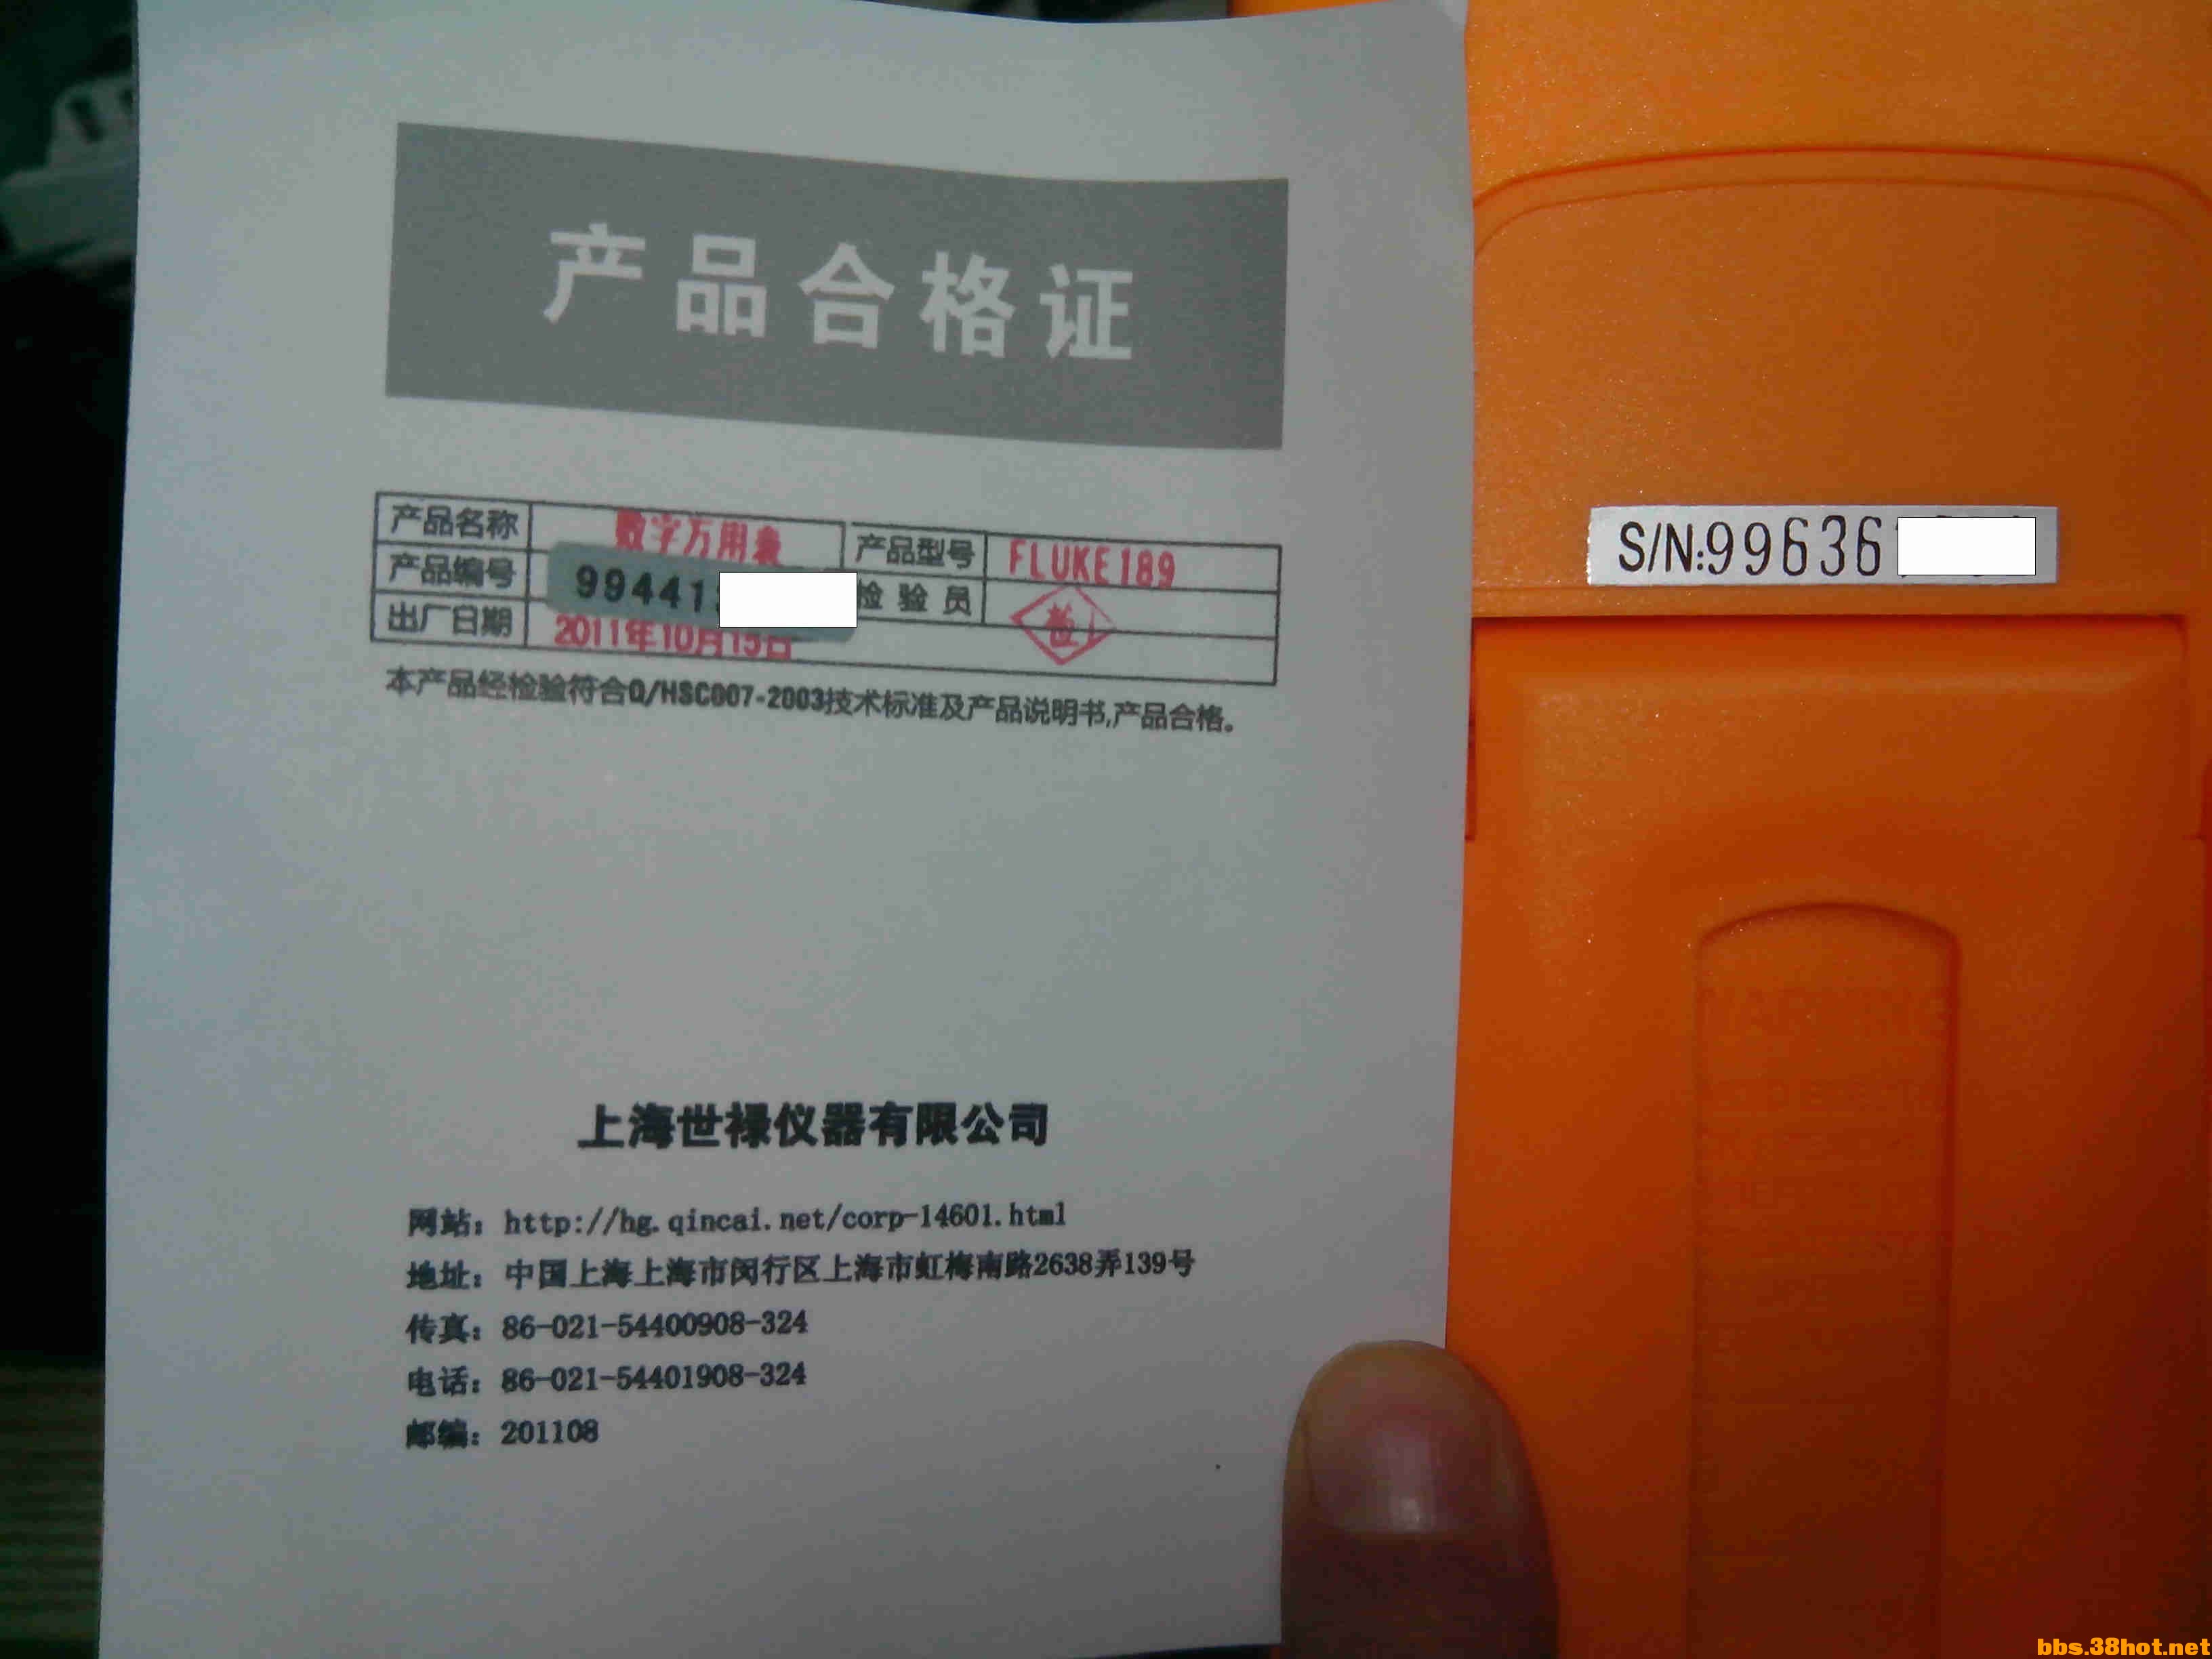 产品合格证
产品名称 数字万用表 产品型号 FLUKE189
产品编号 99441 检验员
出厂日期 2011年10月15日
本产品经检验符合Q/HSC007-2003技术标准及产品说明书,产品合格。
上海世禄仪器有限公司
网站：http://hg.qincai.net/corp-14601.html
地址：中国上海上海市闵行区上海市虹梅南路2638弄139号
传真：86-021-54400908-324
电话：86-021-54401908-324
邮编：201108
S/N:99636
WARNING
bbs.38hot.net